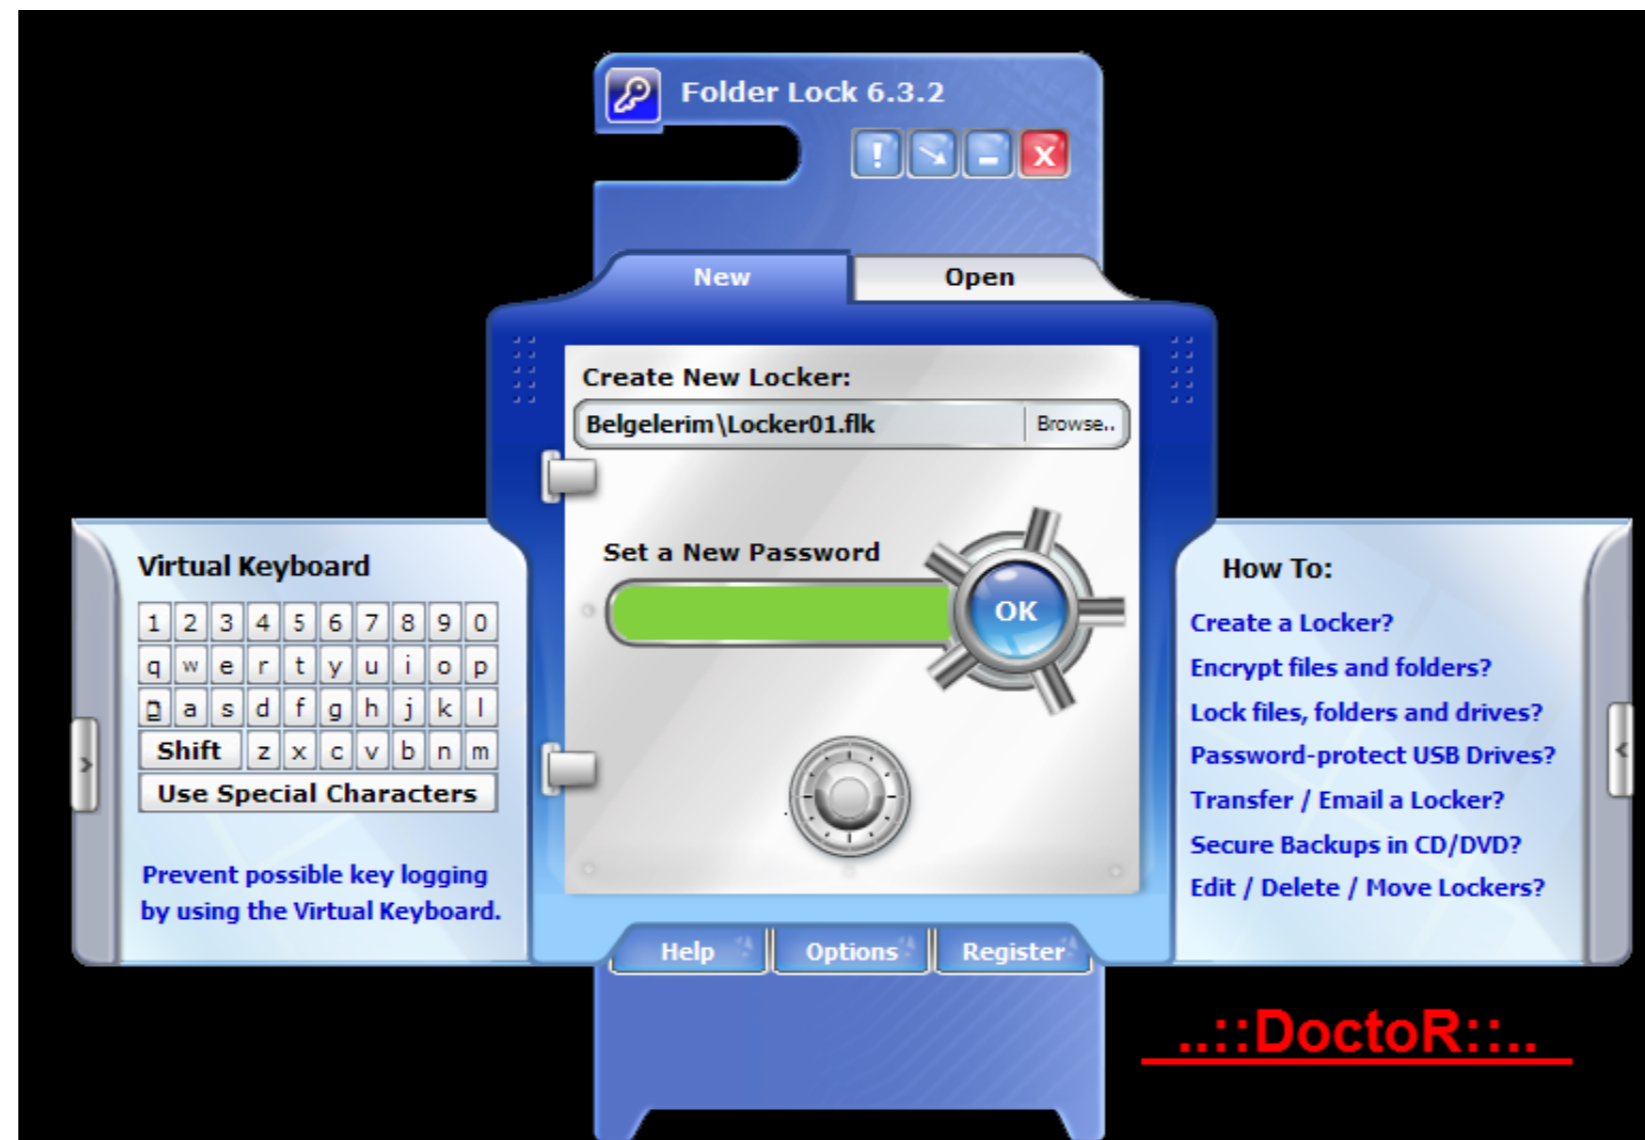 Folder Lock 6.3.2
New
Open
Create New Locker:
Belgelerim\Locker01.flk
Browse..
Set a New Password
OK
Virtual Keyboard
1 2 3 4 5 6 7 8 9 0
q w e r t y u i o p
a s d f g h j k l
Shift z x c v b n m
Use Special Characters
Prevent possible key logging
by using the Virtual Keyboard.
How To:
Create a Locker?
Encrypt files and folders?
Lock files, folders and drives?
Password-protect USB Drives?
Transfer / Email a Locker?
Secure Backups in CD/DVD?
Edit / Delete / Move Lockers?
Help
Options
Register
..::DoctoR::..